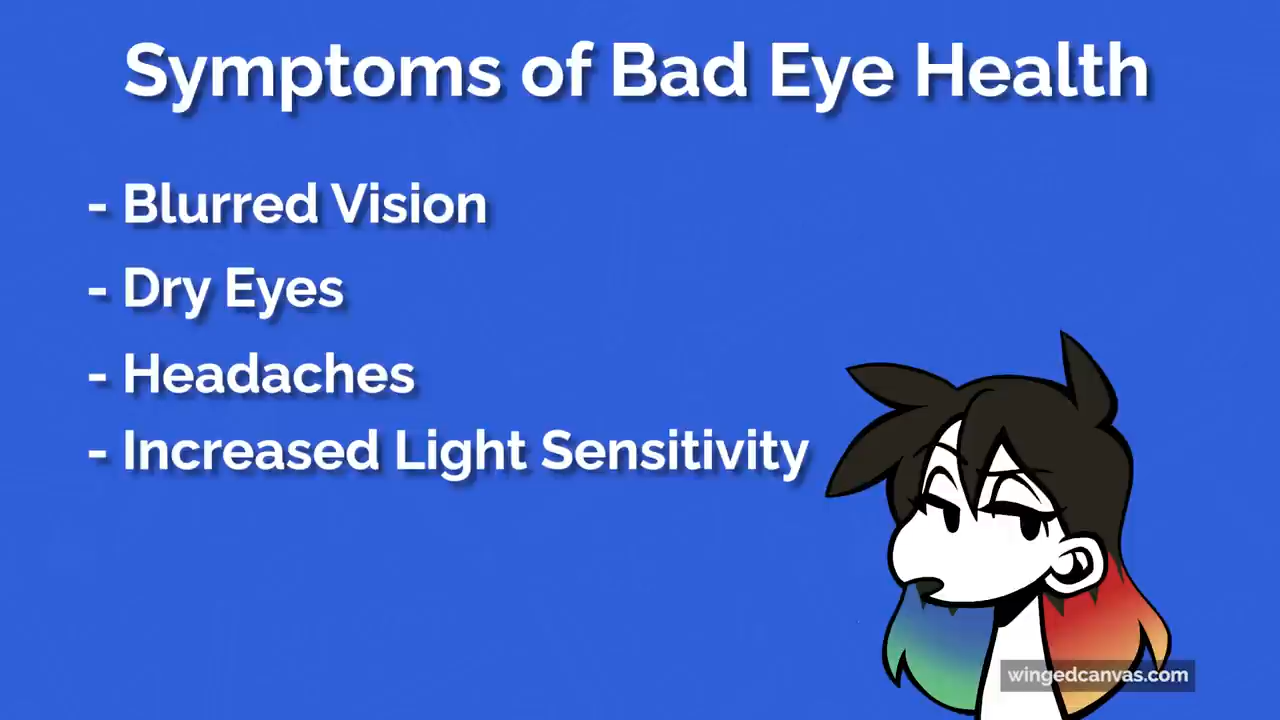 Symptoms of Bad Eye Health
- Blurred Vision
- Dry Eyes
- Headaches
- Increased Light Sensitivity
wingedcanvas.com